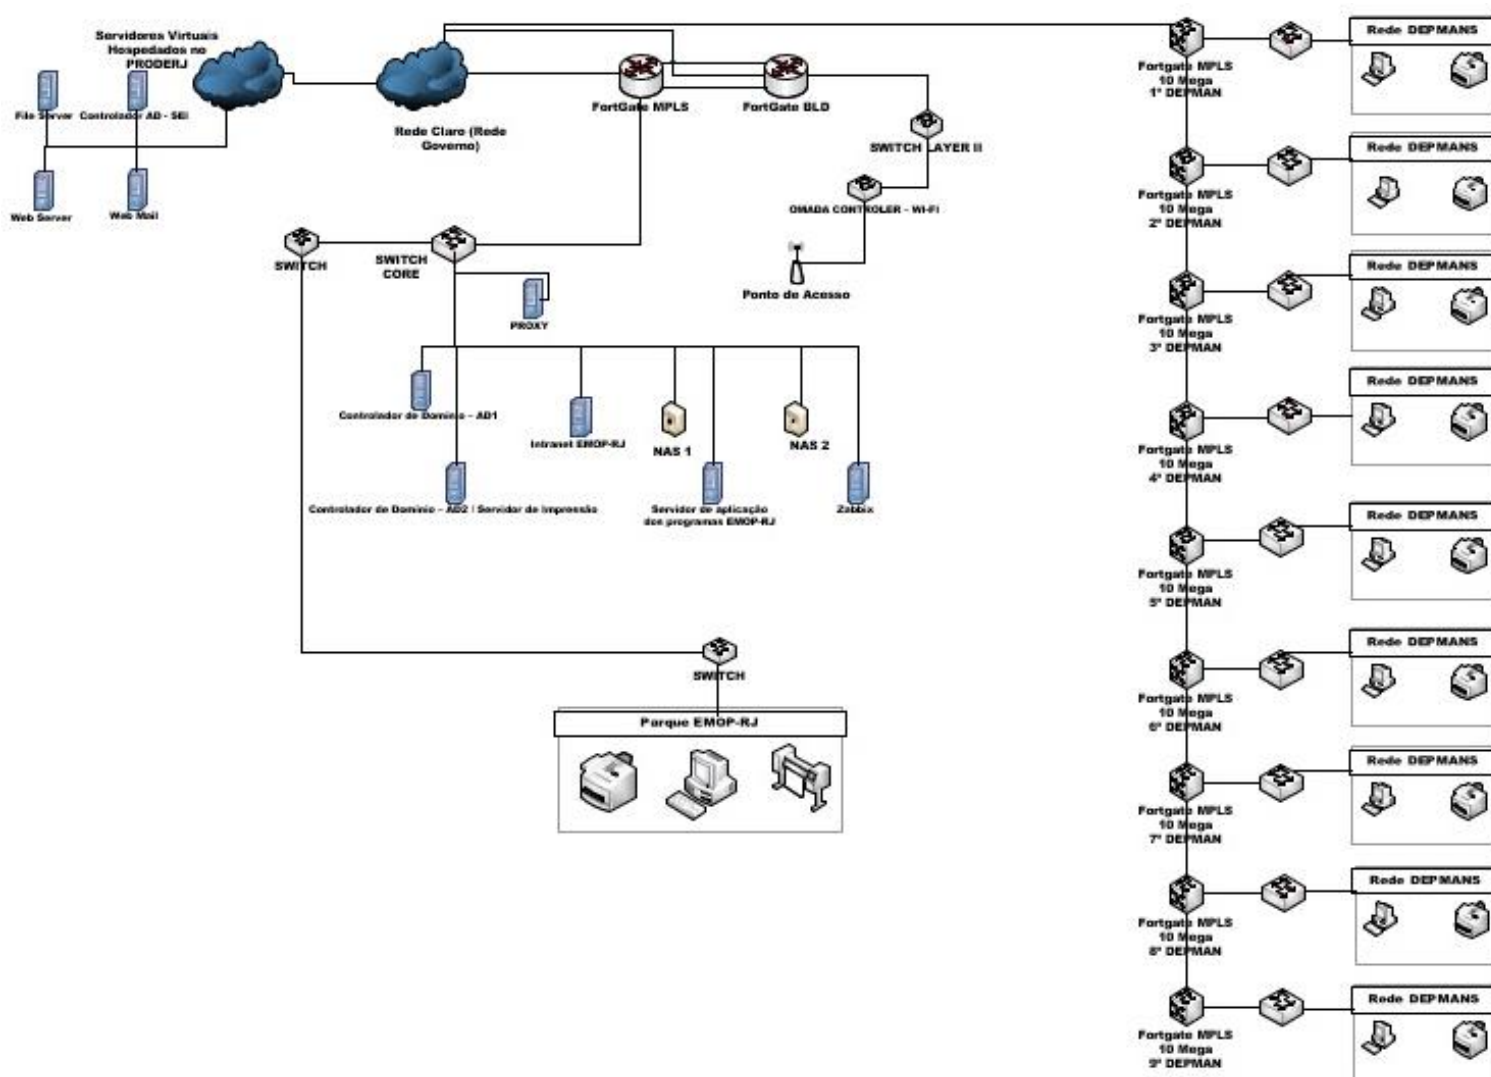 Servidores Virtuais
Hospedados no
PRODERJ
File Server
Controlador AD - SEI
Web Server
Web Mail
Rede Claro (Rede
Governo)
FortGate MPLS
FortGate BLD
SWITCH LAYER II
OMADA CONTROLER - WI-FI
Ponto de Acesso
SWITCH
SWITCH
CORE
PROXY
Controlador de Dominio - AD1
Intranet EMOP-RJ
NAS 1
NAS 2
Controlador de Dominio - AD2 / Servidor de Impressão
Servidor de aplicação
dos programas EMOP-RJ
Zabbix
SWITCH
Parque EMOP-RJ
Fortgate MPLS
10 Mega
1° DEPMAN
Rede DEPMANS
Fortgate MPLS
10 Mega
2° DEPMAN
Rede DEPMANS
Fortgate MPLS
10 Mega
3° DEPMAN
Rede DEPMANS
Fortgate MPLS
10 Mega
4° DEPMAN
Rede DEPMANS
Fortgate MPLS
10 Mega
5° DEPMAN
Rede DEPMANS
Fortgate MPLS
10 Mega
6° DEPMAN
Rede DEPMANS
Fortgate MPLS
10 Mega
7° DEPMAN
Rede DEPMANS
Fortgate MPLS
10 Mega
8° DEPMAN
Rede DEPMANS
Fortgate MPLS
10 Mega
9° DEPMAN
Rede DEPMANS